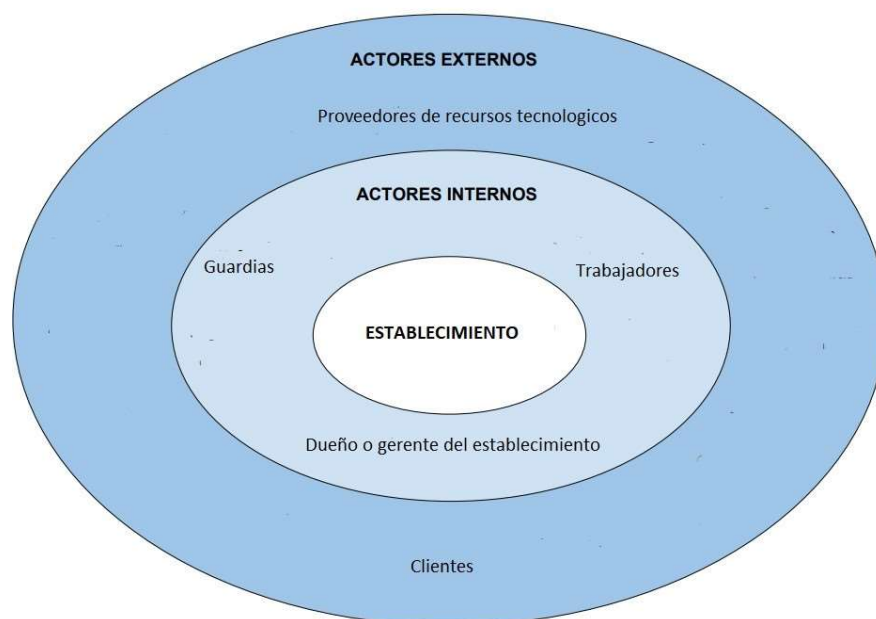 ACTORES EXTERNOS
Proveedores de recursos tecnologicos
ACTORES INTERNOS
Guardias
Trabajadores
ESTABLECIMIENTO
Dueño o gerente del establecimiento
Clientes